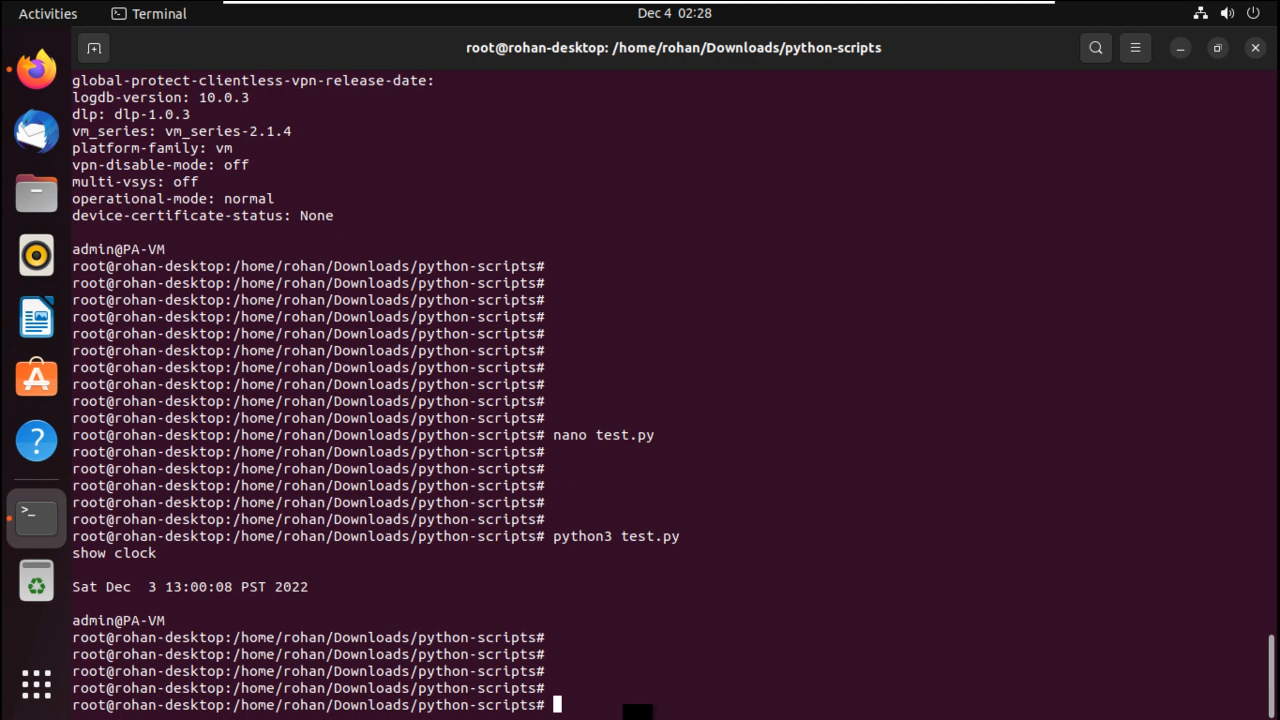 Activities
Terminal
Dec 4 02:28
root@rohan-desktop: /home/rohan/Downloads/python-scripts
global-protect-clientless-vpn-release-date:
logdb-version: 10.0.3
dlp: dlp-1.0.3
vm_series: vm_series-2.1.4
platform-family: vm
vpn-disable-mode: off
multi-vsys: off
operational-mode: normal
device-certificate-status: None
admin@PA-VM
root@rohan-desktop:/home/rohan/Downloads/python-scripts#
root@rohan-desktop:/home/rohan/Downloads/python-scripts#
root@rohan-desktop:/home/rohan/Downloads/python-scripts#
root@rohan-desktop:/home/rohan/Downloads/python-scripts#
root@rohan-desktop:/home/rohan/Downloads/python-scripts#
root@rohan-desktop:/home/rohan/Downloads/python-scripts#
root@rohan-desktop:/home/rohan/Downloads/python-scripts#
root@rohan-desktop:/home/rohan/Downloads/python-scripts#
root@rohan-desktop:/home/rohan/Downloads/python-scripts#
root@rohan-desktop:/home/rohan/Downloads/python-scripts#
root@rohan-desktop:/home/rohan/Downloads/python-scripts# nano test.py
root@rohan-desktop:/home/rohan/Downloads/python-scripts#
root@rohan-desktop:/home/rohan/Downloads/python-scripts#
root@rohan-desktop:/home/rohan/Downloads/python-scripts#
root@rohan-desktop:/home/rohan/Downloads/python-scripts#
root@rohan-desktop:/home/rohan/Downloads/python-scripts#
root@rohan-desktop:/home/rohan/Downloads/python-scripts# python3 test.py
show clock
Sat Dec  3 13:00:08 PST 2022
admin@PA-VM
root@rohan-desktop:/home/rohan/Downloads/python-scripts#
root@rohan-desktop:/home/rohan/Downloads/python-scripts#
root@rohan-desktop:/home/rohan/Downloads/python-scripts#
root@rohan-desktop:/home/rohan/Downloads/python-scripts#
root@rohan-desktop:/home/rohan/Downloads/python-scripts#